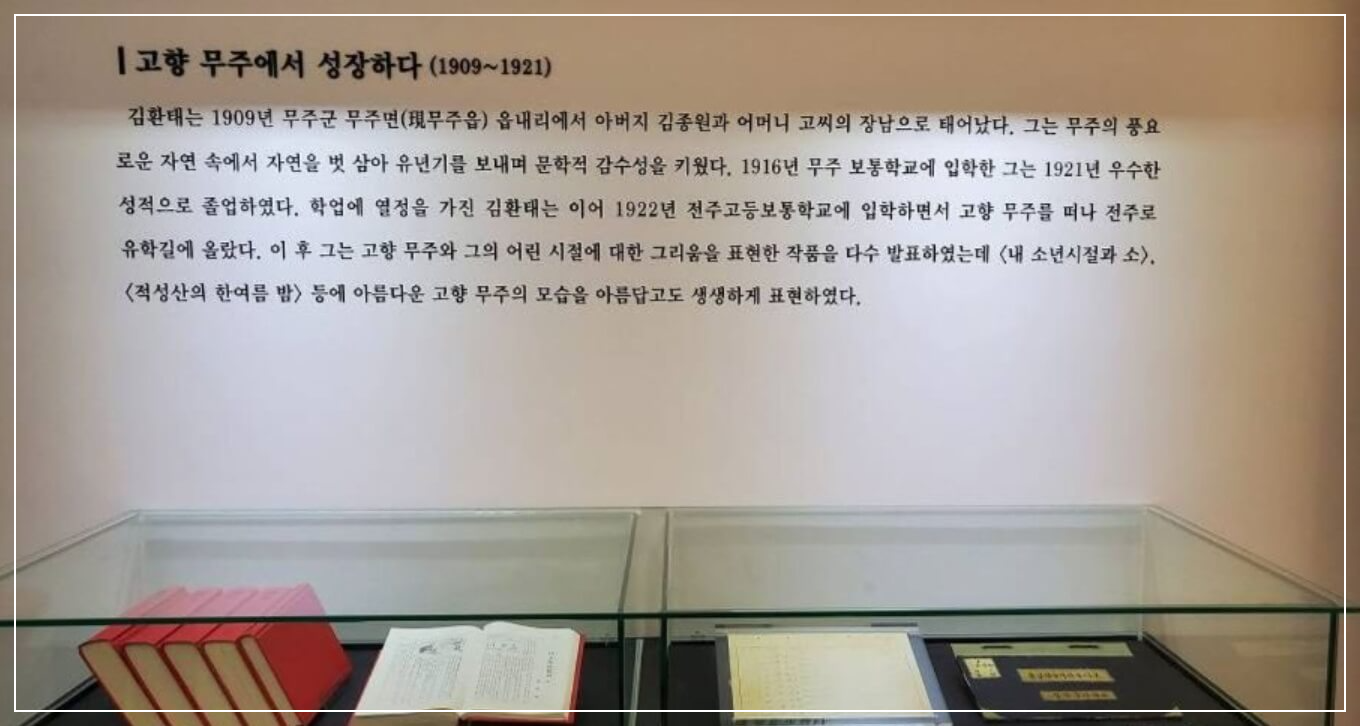 고향 무주에서 성장하다 (1909~1921)
김환태는 1909년 무주군 무주면(現무주읍) 읍내리에서 아버지 김종원과 어머니 고씨의 장남으로 태어났다. 그는 무주의 풍요
로운 자연 속에서 자연을 벗 삼아 유년기를 보내며 문학적 감수성을 키웠다. 1916년 무주 보통학교에 입학한 그는 1921년 우수한
성적으로 졸업하였다. 학업에 열정을 가진 김환태는 이어 1922년 전주고등보통학교에 입학하면서 고향 무주를 떠나 전주로
유학길에 올랐다. 이 후 그는 고향 무주와 그의 어린 시절에 대한 그리움을 표현한 작품을 다수 발표하였는데 〈내 소년시절과 소〉,
〈적성산의 한여름 밤〉 등에 아름다운 고향 무주의 모습을 아름답고도 생생하게 표현하였다.